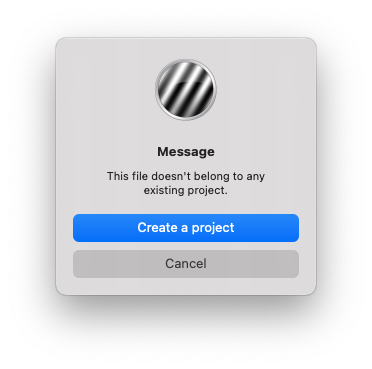 Message
This file doesn't belong to any
existing project.
Create a project
Cancel